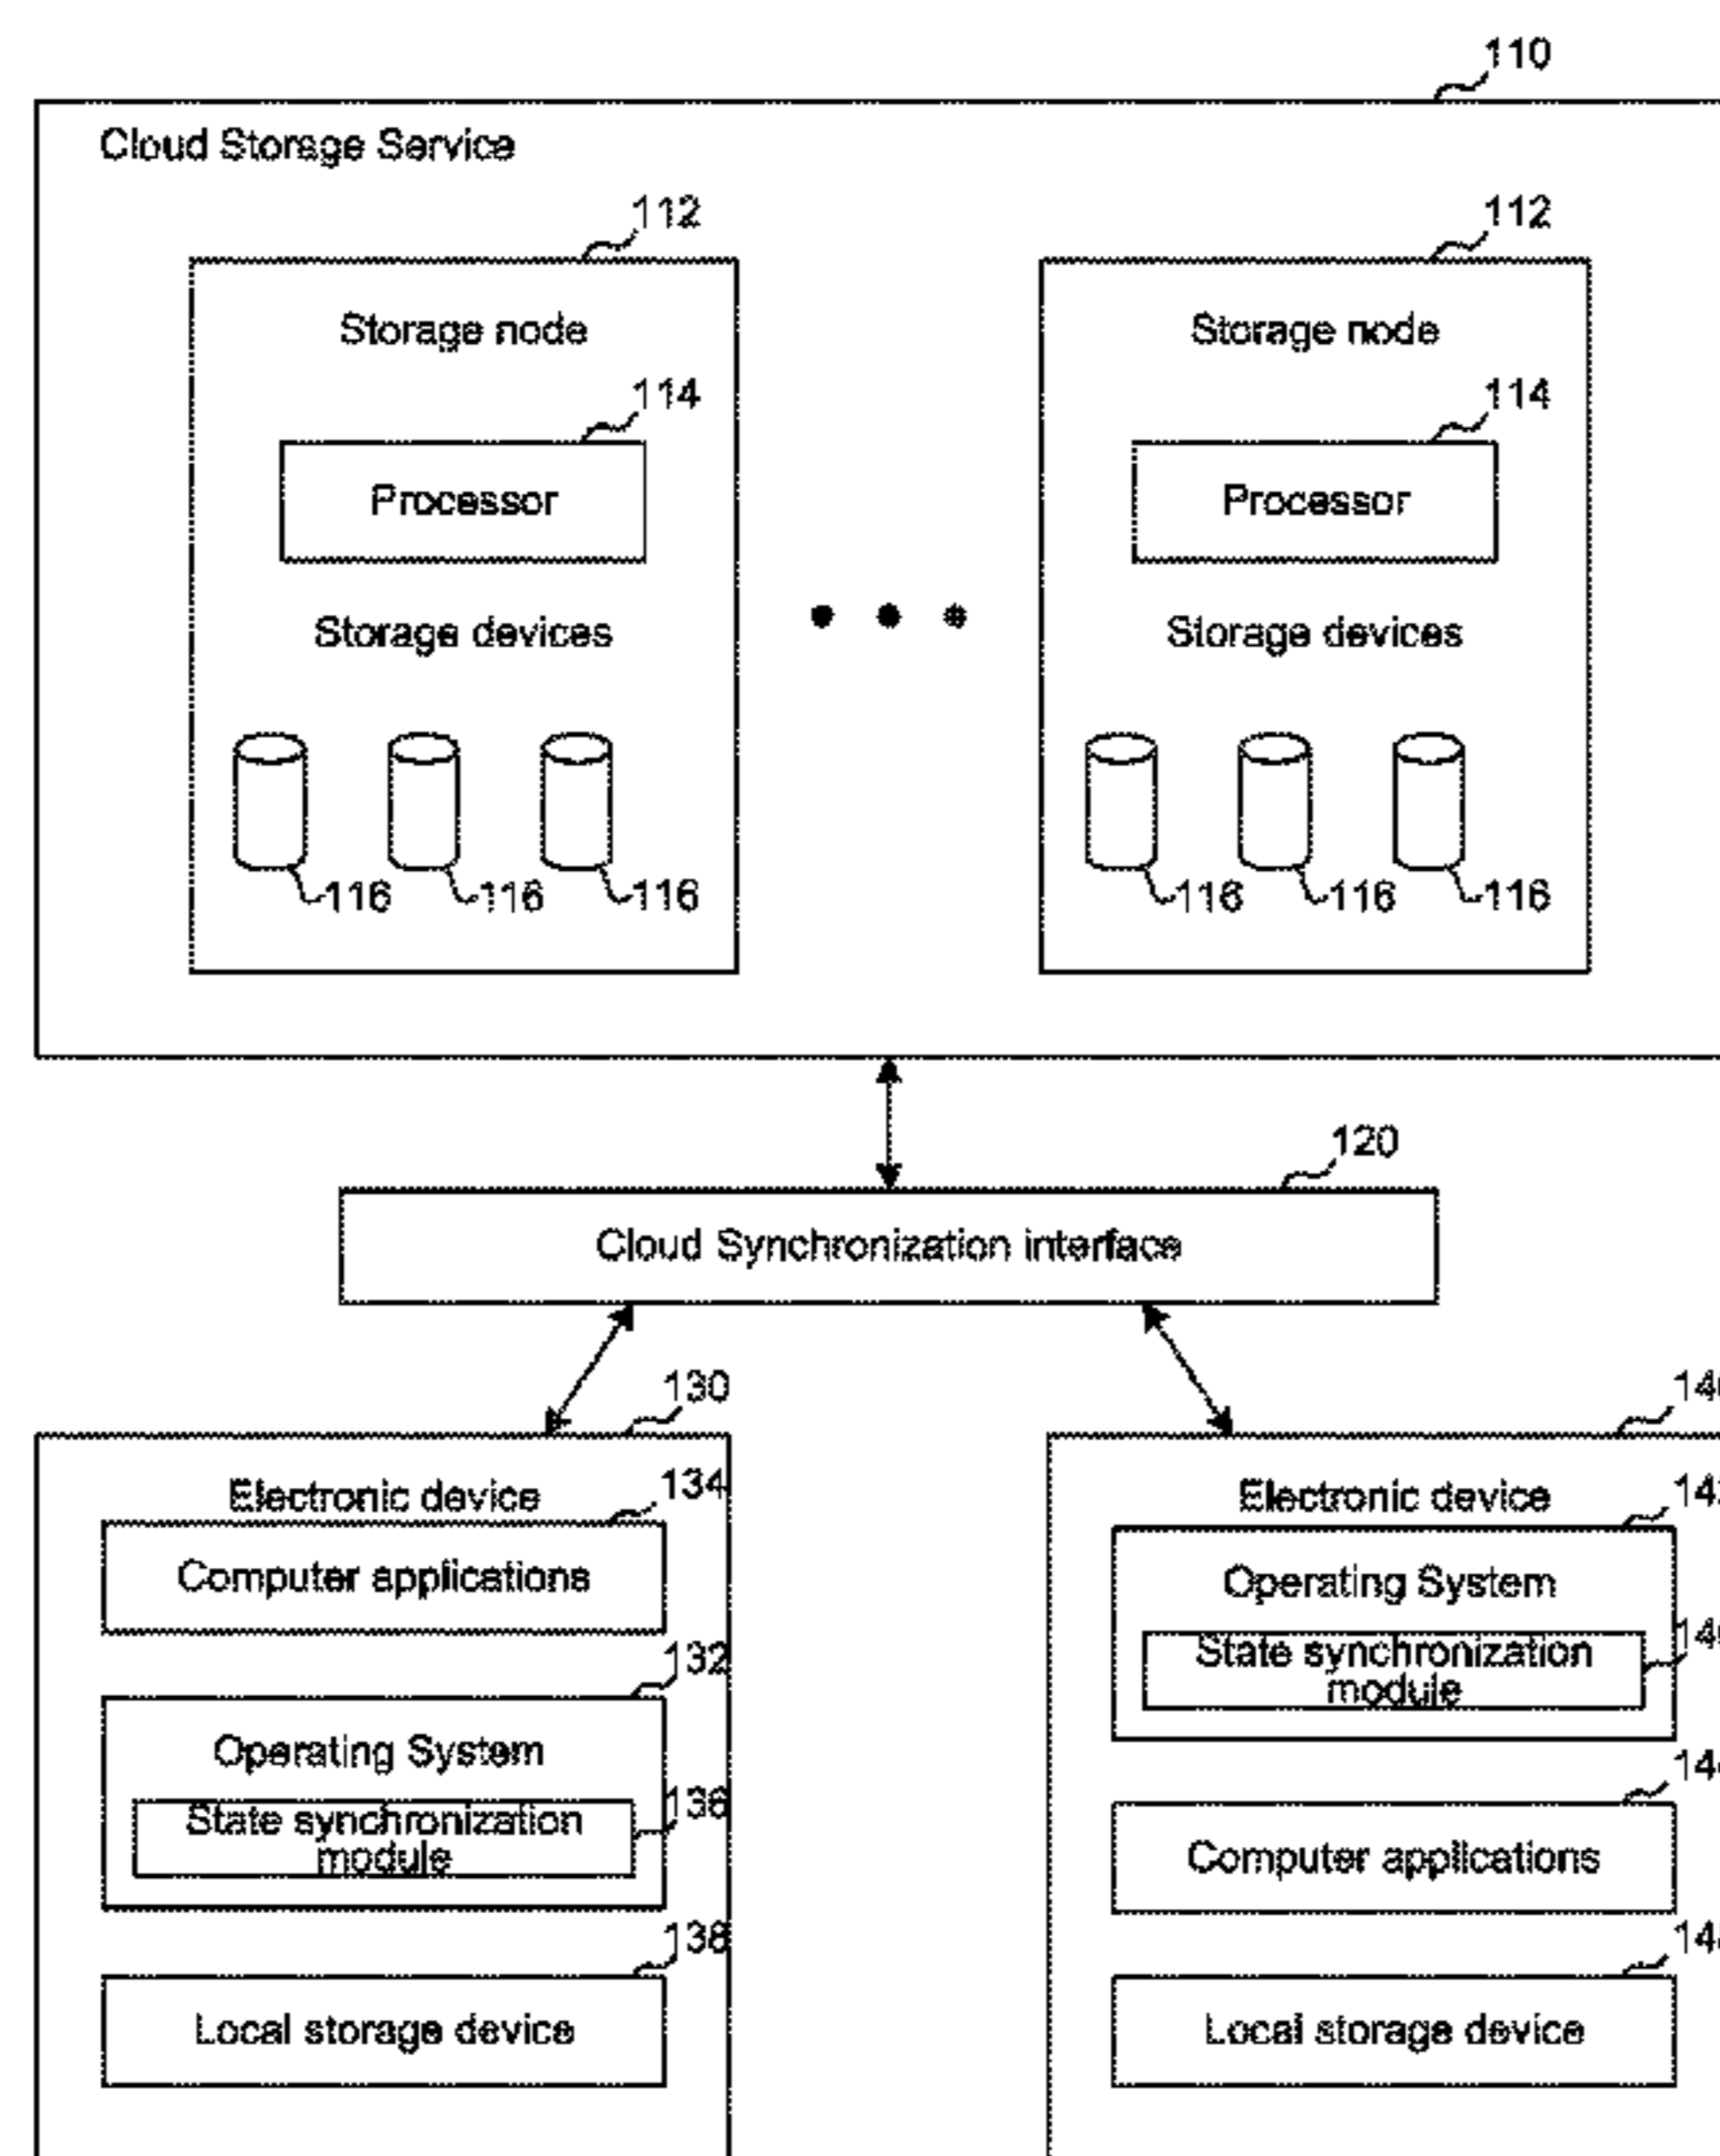 110
Cloud Storage Service
112 112
Storage node Storage node
114 114
Processor Processor
Storage devices Storage devices
116 116 116 116 116 116
120
Cloud Synchronization interface
130
Electronic device Electronic device
134
Computer applications
Operating System
State synchronization
module
132
Operating System
136
State synchronization
module
Computer applications
138
Local storage device Local storage device